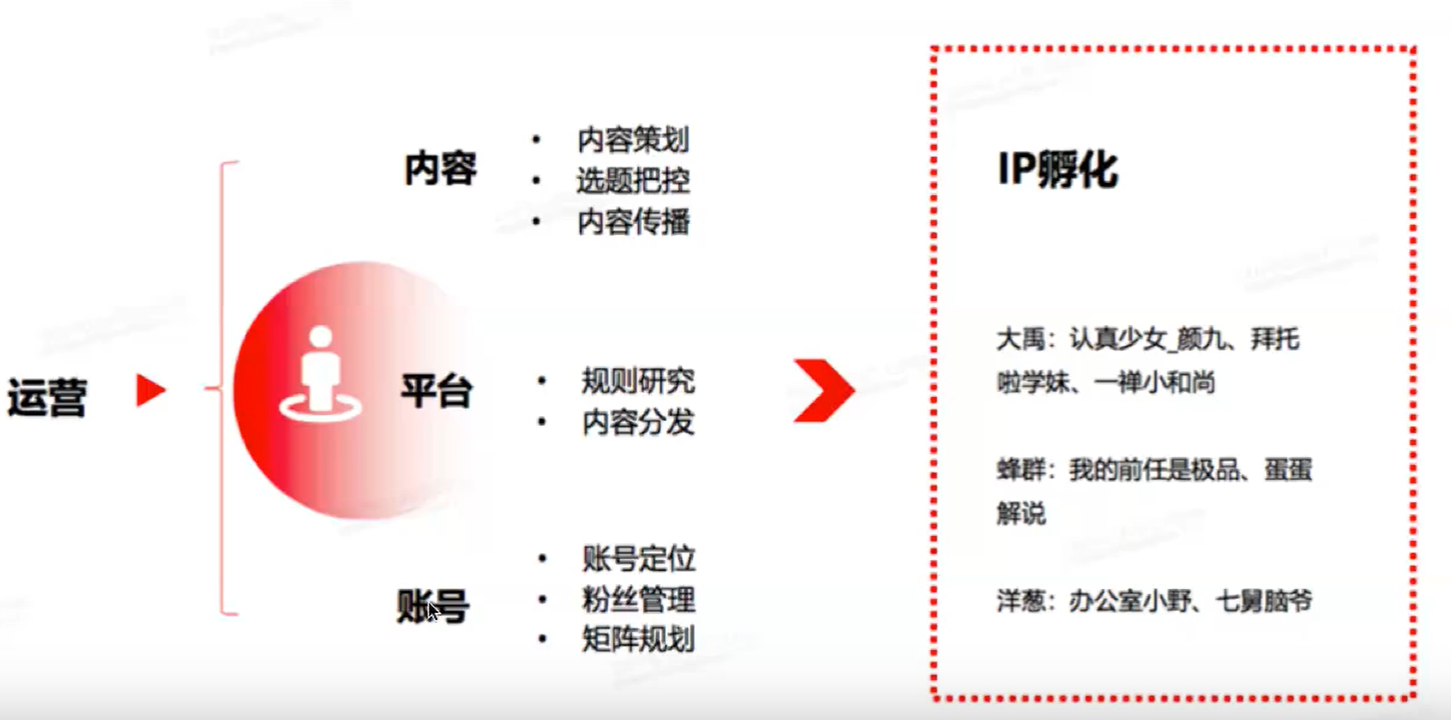 内容
• 内容策划
• 选题把控
• 内容传播
运营
平台
• 规则研究
• 内容分发
账号
• 账号定位
• 粉丝管理
• 矩阵规划
IP孵化
大禹：认真少女_颜九、拜托
啦学妹、一禅小和尚
蜂群：我的前任是极品、蛋蛋
解说
洋葱：办公室小野、七舅脑爷